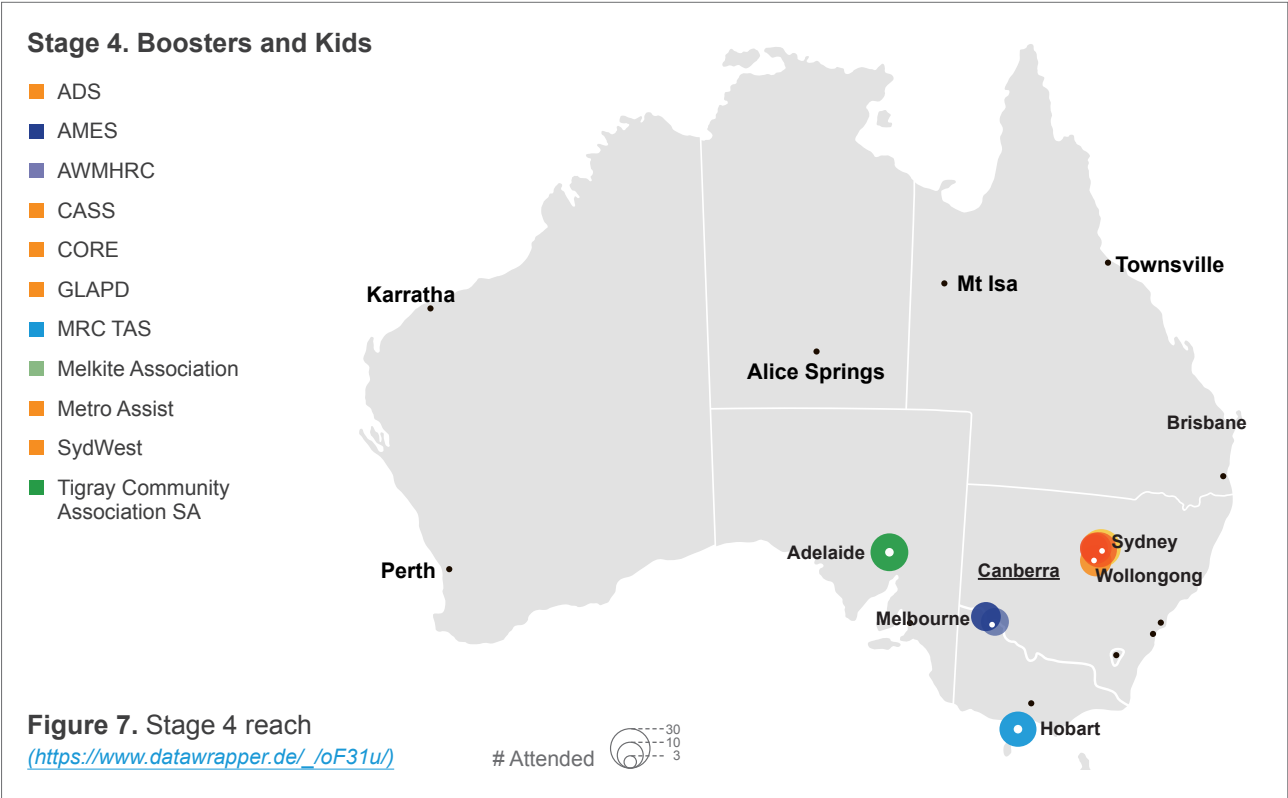 Stage 4. Boosters and Kids
ADS
AMES
AWMHRC
CASS
CORE
GLAPD
MRC TAS
Melkite Association
Metro Assist
SydWest
Tigray Community
Association SA
Karratha
Perth
Alice Springs
Mt Isa
Townsville
Brisbane
Adelaide
Canberra
Sydney
Wollongong
Melbourne
Hobart
Figure 7. Stage 4 reach
(https://www.datawrapper.de/_/oF31u/)
# Attended
30
10
3